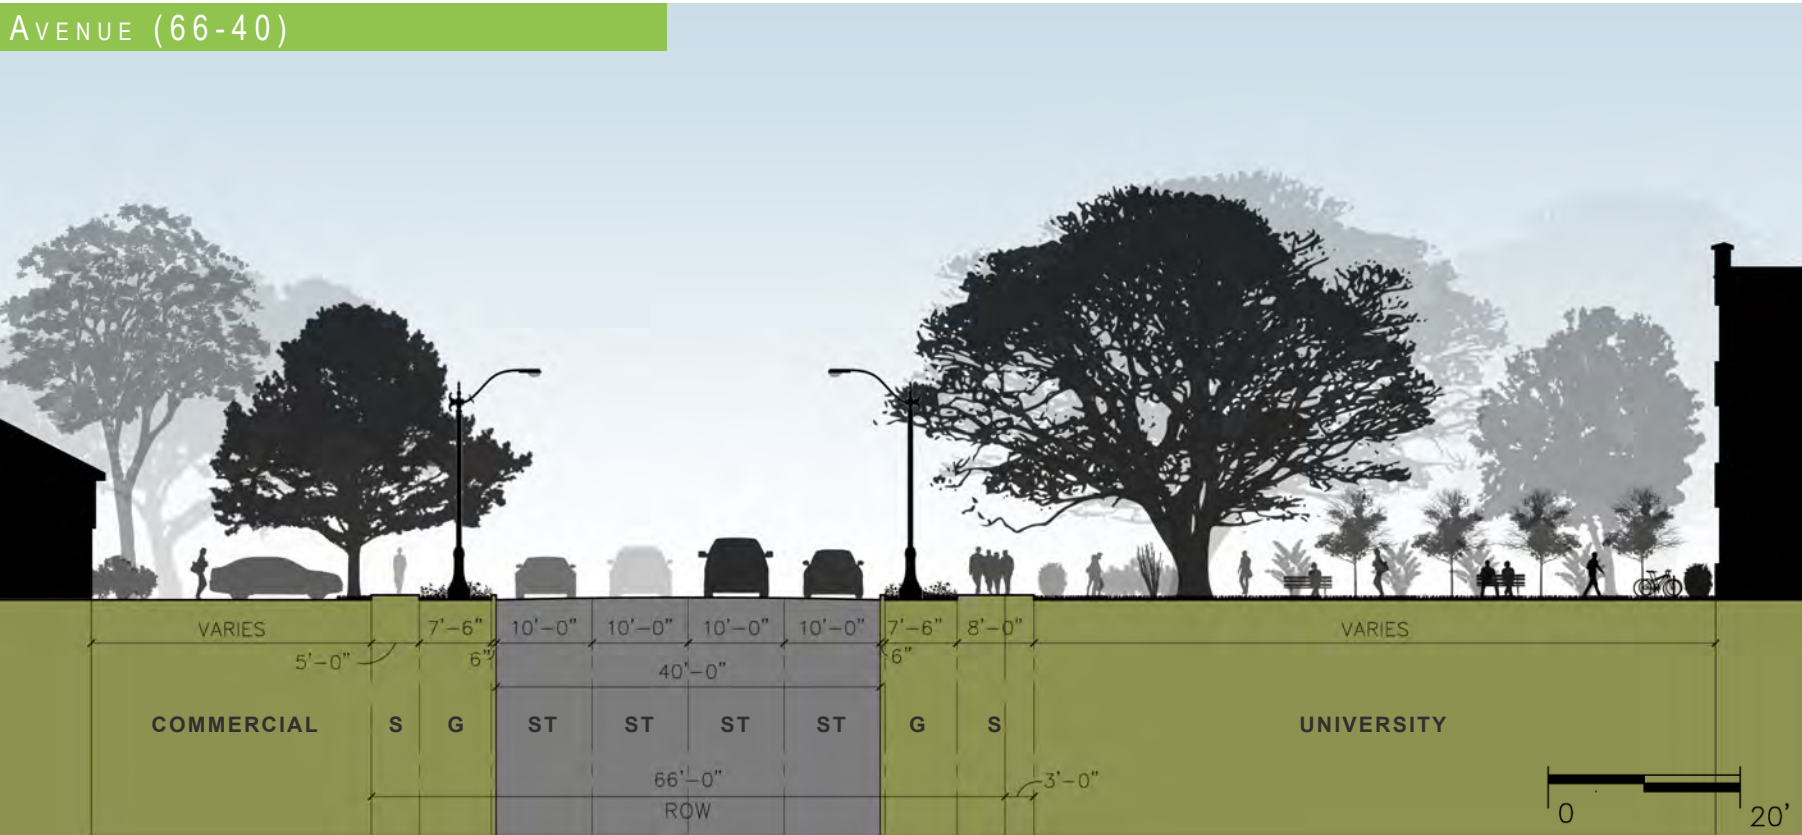 AVENUE (66-40)
VARIES 7'-6" 10'-0" 10'-0" 10'-0" 10'-0" 7'-6" 8'-0" VARIES
5'-0" 6" 6"
40'-0"
COMMERCIAL S G ST ST ST ST G S UNIVERSITY
66'-0" 3'-0"
ROW
0 20'